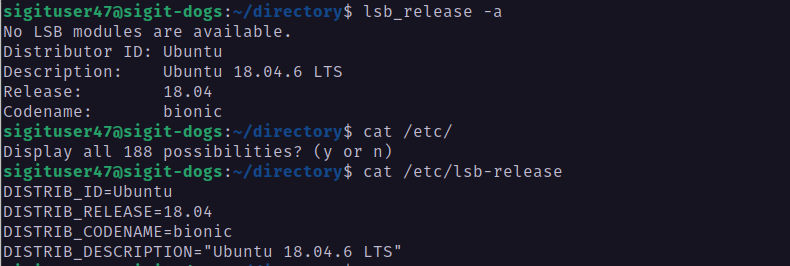 sigituser47@sigit-dogs:~/directory$ lsb_release -a
No LSB modules are available.
Distributor ID: Ubuntu
Description:    Ubuntu 18.04.6 LTS
Release:        18.04
Codename:       bionic
sigituser47@sigit-dogs:~/directory$ cat /etc/
Display all 188 possibilities? (y or n)
sigituser47@sigit-dogs:~/directory$ cat /etc/lsb-release
DISTRIB_ID=Ubuntu
DISTRIB_RELEASE=18.04
DISTRIB_CODENAME=bionic
DISTRIB_DESCRIPTION="Ubuntu 18.04.6 LTS"